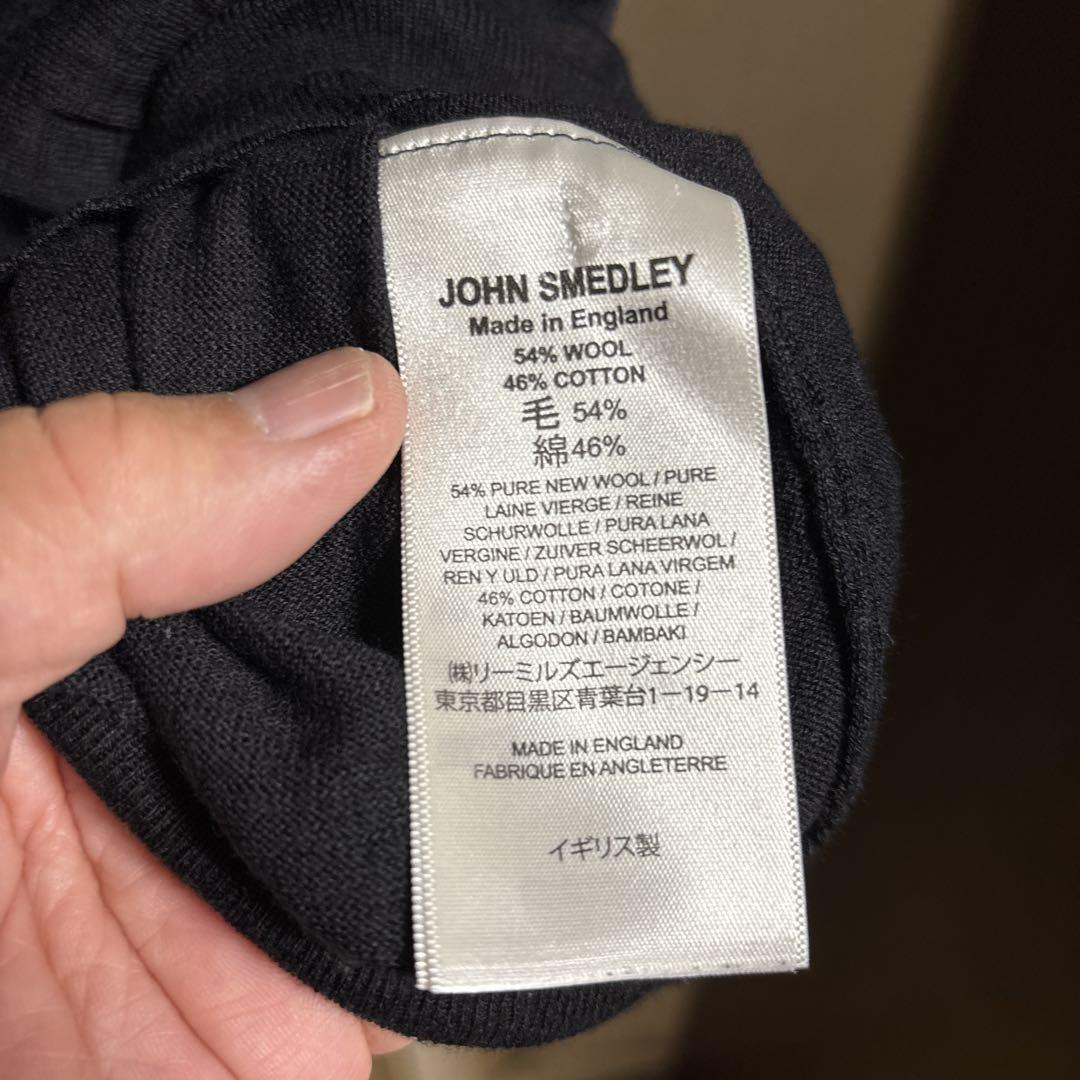 JOHN SMEDLEY
Made in England
54% WOOL
46% COTTON
毛 54%
綿46%
54% PURE NEW WOOL / PURE
LAINE VIERGE / REINE
SCHURWOLLE / PURA LANA
VERGINE / ZUIVER SCHEERWOL /
REN Y ULD / PURA LANA VIRGEM
46% COTTON / COTONE /
KATOEN / BAUMWOLLE /
ALGODON / BAMBAKI
㈱リーミルズエージェンシー
東京都目黒区青葉台1ー19ー14
MADE IN ENGLAND
FABRIQUE EN ANGLETERRE
イギリス製